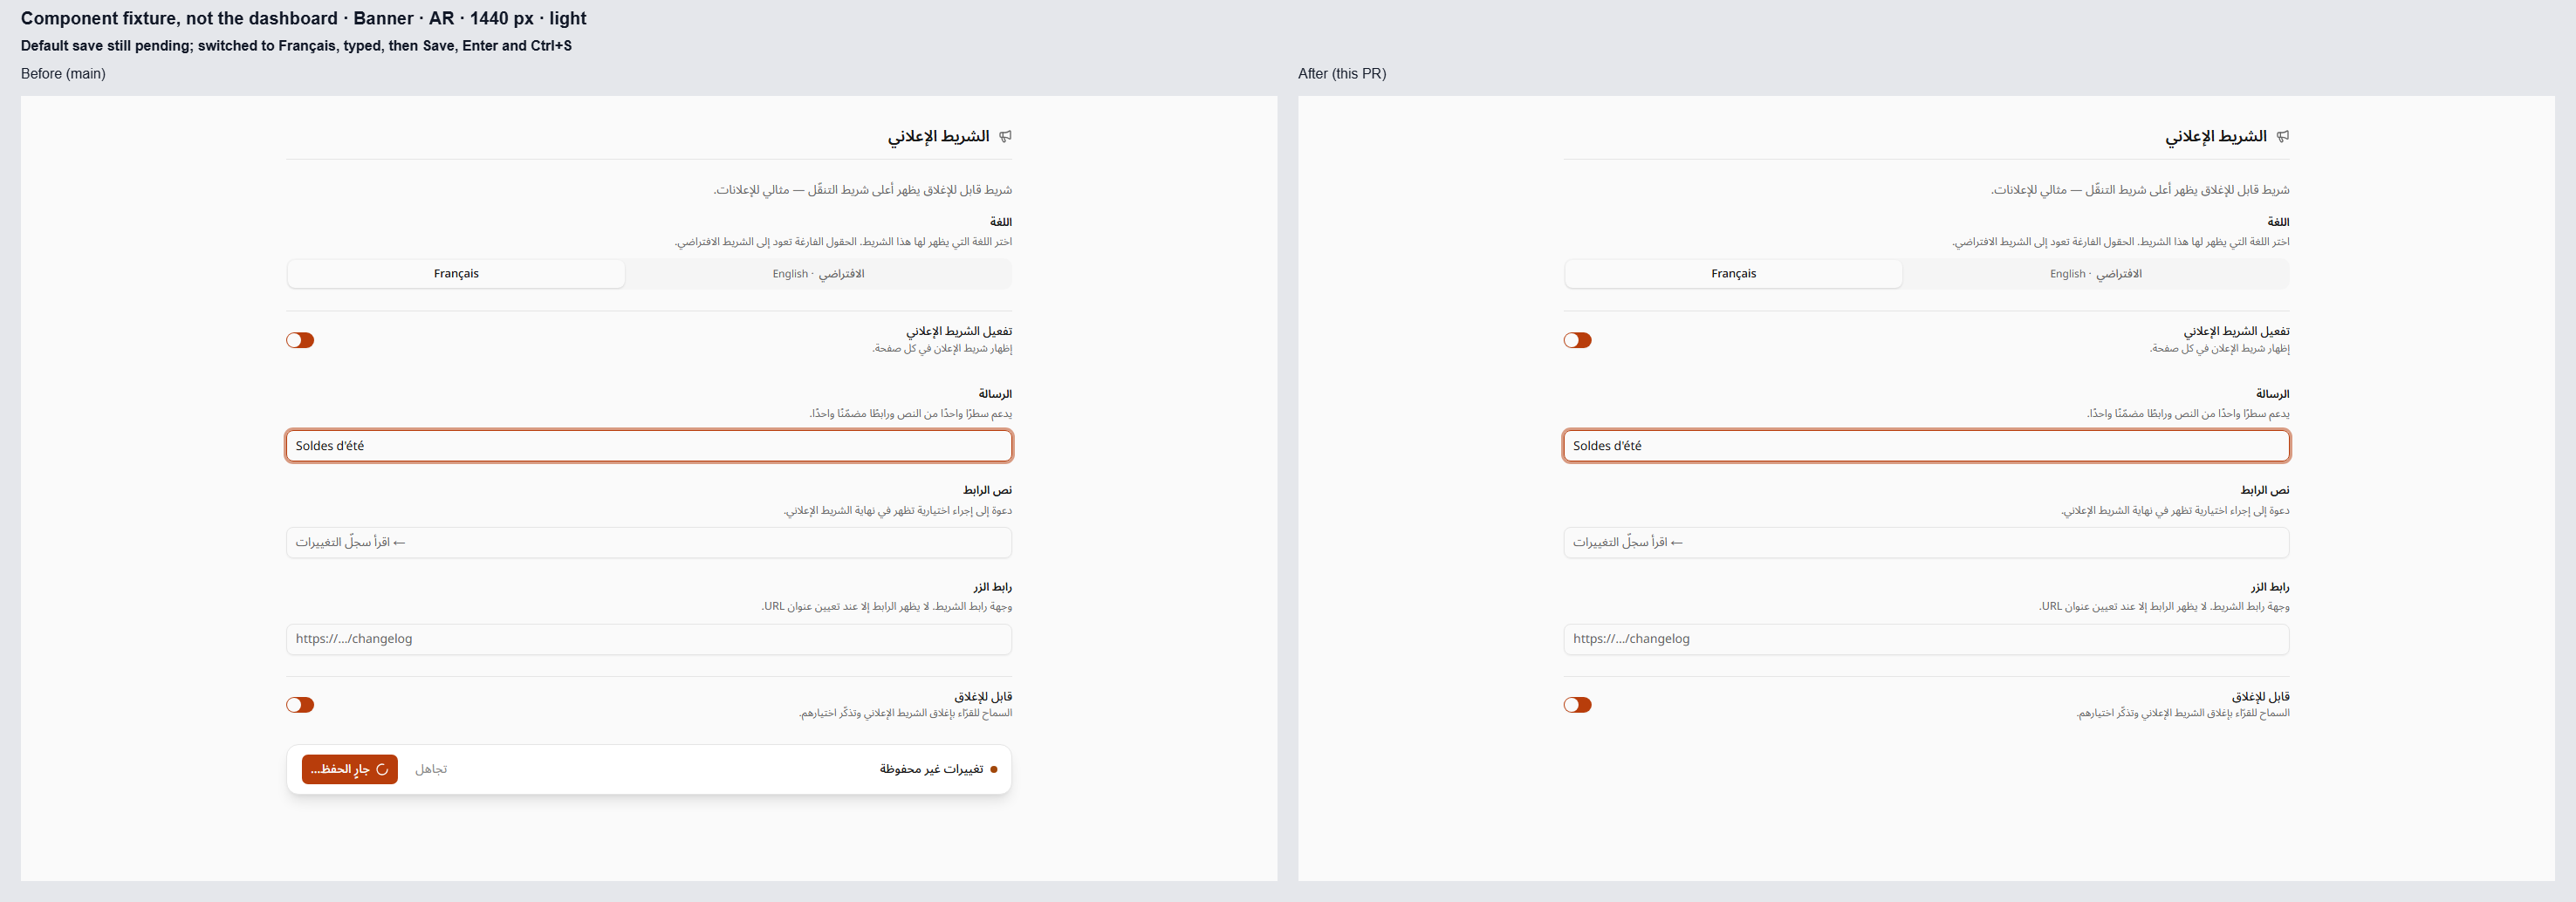 Component fixture, not the dashboard · Banner · AR · 1440 px · light
Default save still pending; switched to Français, typed, then Save, Enter and Ctrl+S
Before (main)
الشريط الإعلاني
شريط قابل للإغلاق يظهر أعلى شريط التنقّل — مثالي للإعلانات.
اللغة
اختر اللغة التي يظهر لها هذا الشريط. الحقول الفارغة تعود إلى الشريط الافتراضي.
الافتراضي · English
Français
تفعيل الشريط الإعلاني
إظهار شريط الإعلان في كل صفحة.
الرسالة
يدعم سطرًا واحدًا من النص ورابطًا مضمّنًا واحدًا.
Soldes d'été
نص الرابط
دعوة إلى إجراء اختيارية تظهر في نهاية الشريط الإعلاني.
اقرأ سجلّ التغييرات ←
رابط الزر
وجهة رابط الشريط. لا يظهر الرابط إلا عند تعيين عنوان URL.
https://.../changelog
قابل للإغلاق
السماح للقرّاء بإغلاق الشريط الإعلاني وتذكّر اختيارهم.
تغييرات غير محفوظة
تجاهل
جارٍ الحفظ...
After (this PR)
الشريط الإعلاني
شريط قابل للإغلاق يظهر أعلى شريط التنقّل — مثالي للإعلانات.
اللغة
اختر اللغة التي يظهر لها هذا الشريط. الحقول الفارغة تعود إلى الشريط الافتراضي.
الافتراضي · English
Français
تفعيل الشريط الإعلاني
إظهار شريط الإعلان في كل صفحة.
الرسالة
يدعم سطرًا واحدًا من النص ورابطًا مضمّنًا واحدًا.
Soldes d'été
نص الرابط
دعوة إلى إجراء اختيارية تظهر في نهاية الشريط الإعلاني.
اقرأ سجلّ التغييرات ←
رابط الزر
وجهة رابط الشريط. لا يظهر الرابط إلا عند تعيين عنوان URL.
https://.../changelog
قابل للإغلاق
السماح للقرّاء بإغلاق الشريط الإعلاني وتذكّر اختيارهم.